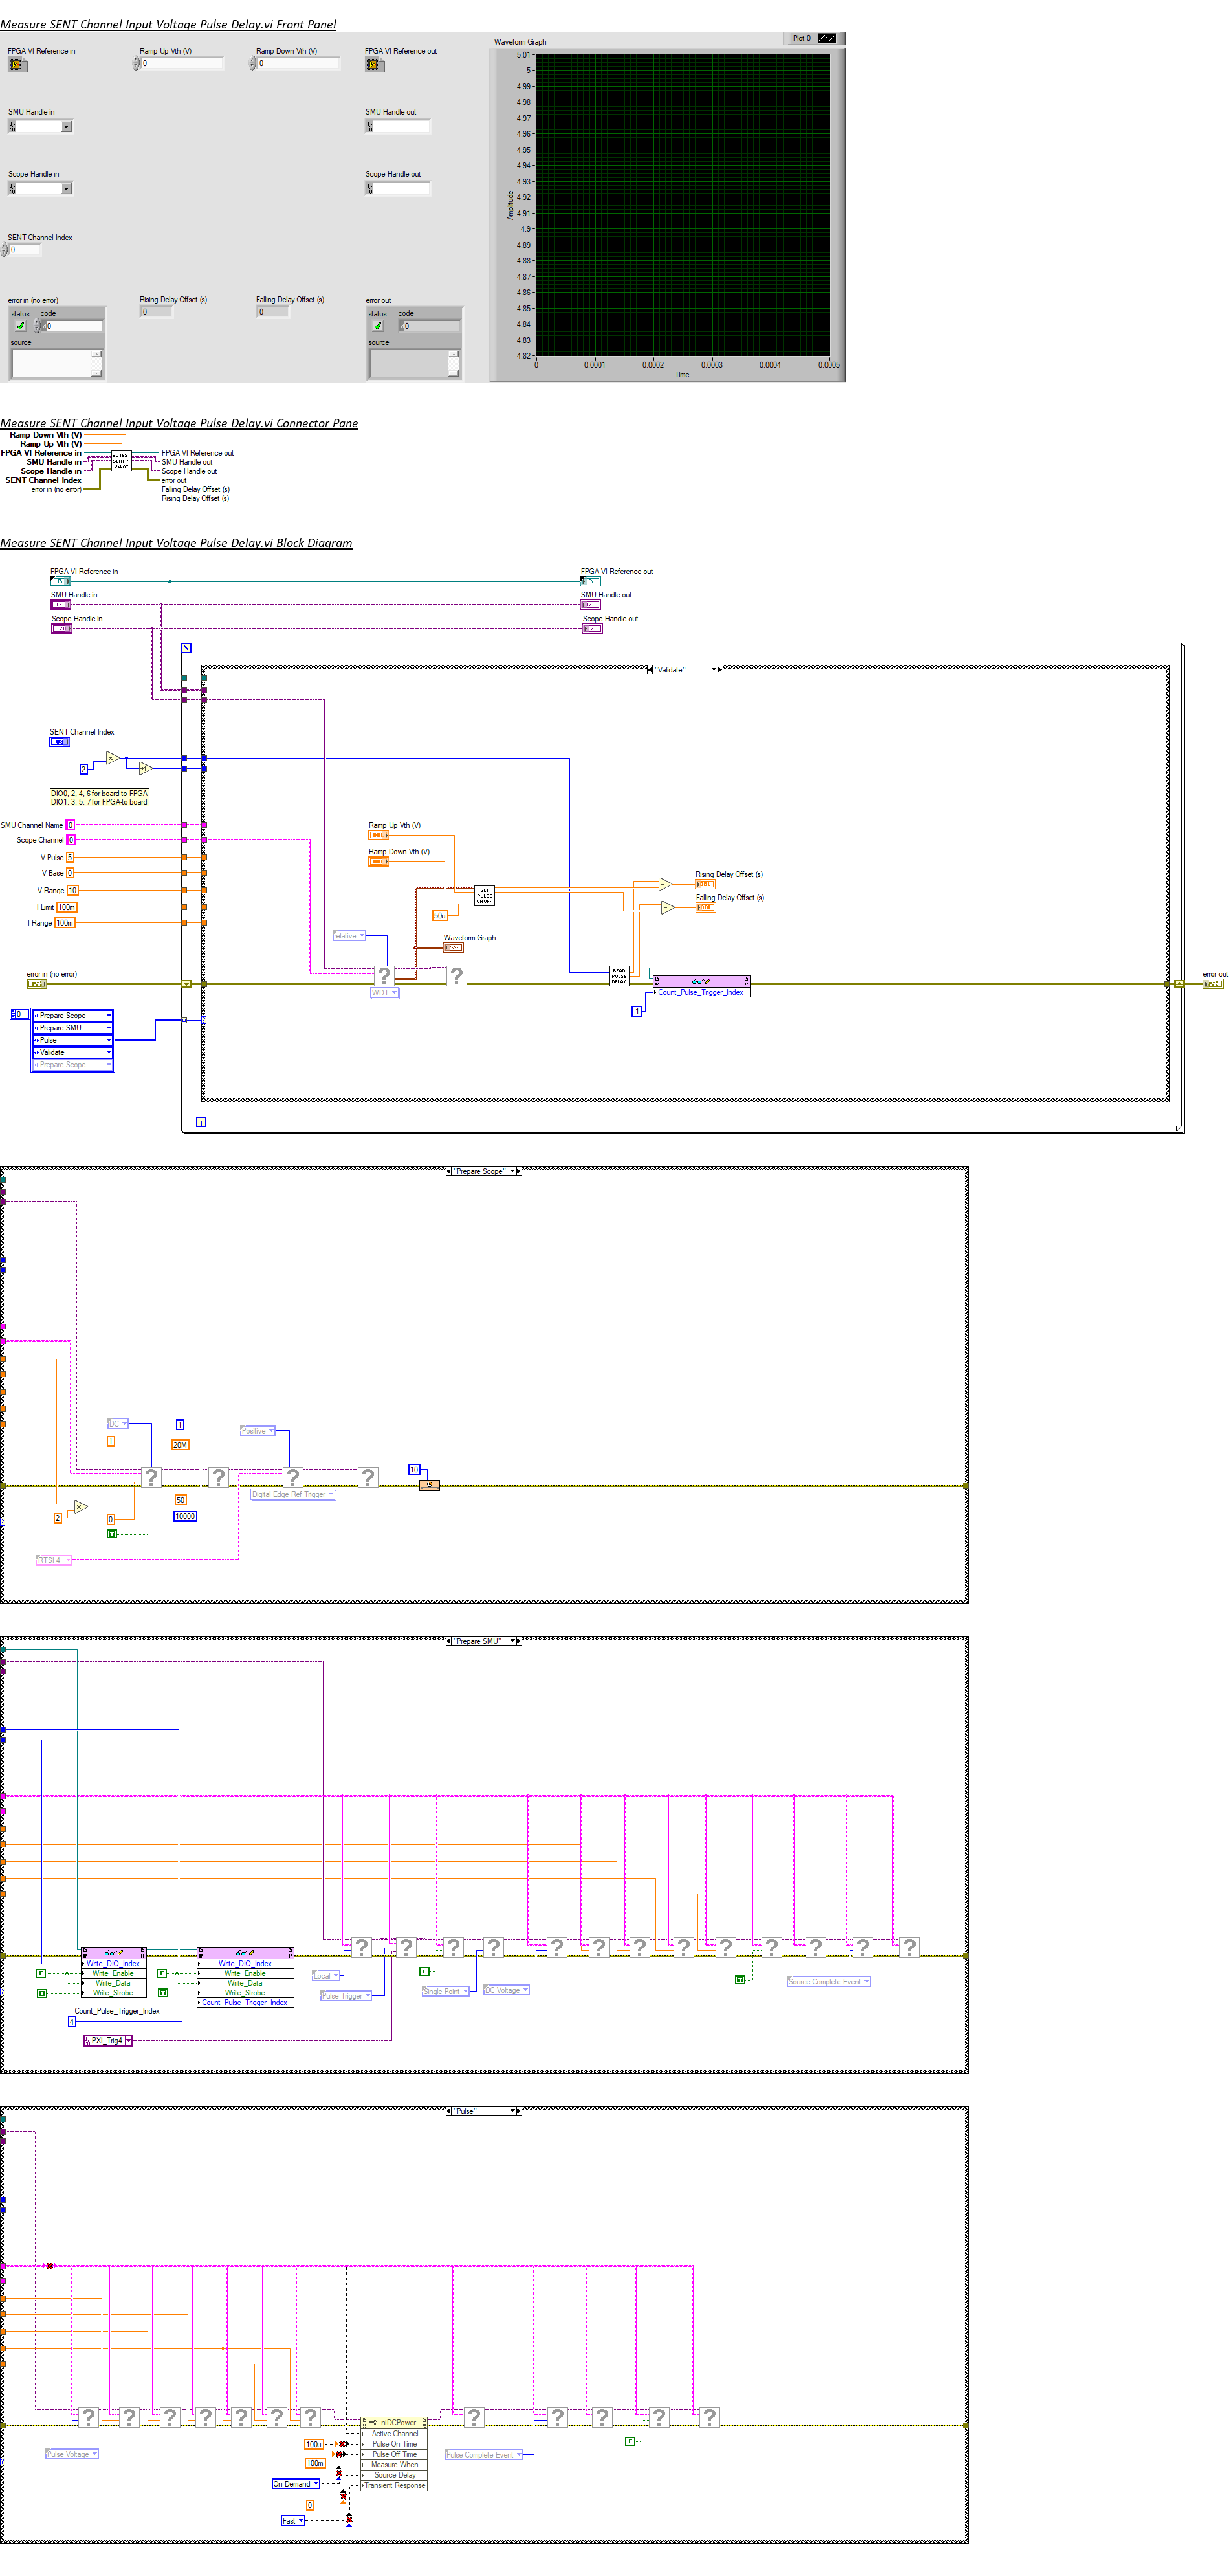 Measure SENT Channel Input Voltage Pulse Delay.vi Front Panel
FPGA VI Reference in
Ramp Up Vth (V)
0
Ramp Down Vth (V)
0
FPGA VI Reference out
SMU Handle in
SMU Handle out
Scope Handle in
Scope Handle out
SENT Channel Index
0
error in (no error)
status code
0
source
Rising Delay Offset (s)
0
Falling Delay Offset (s)
0
error out
status code
0
source
Waveform Graph
Plot 0
Amplitude
5.01
5
4.99
4.98
4.97
4.96
4.95
4.94
4.93
4.92
4.91
4.9
4.89
4.88
4.87
4.86
4.85
4.84
4.83
4.82
0 0.0001 0.0002 0.0003 0.0004 0.0005
Time
Measure SENT Channel Input Voltage Pulse Delay.vi Connector Pane
Ramp Down Vth (V)
Ramp Up Vth (V)
FPGA VI Reference in
SMU Handle in
Scope Handle in
SENT Channel Index
error in (no error)
SC TEST
SENT IN
DELAY
FPGA VI Reference out
SMU Handle out
Scope Handle out
error out
Falling Delay Offset (s)
Rising Delay Offset (s)
Measure SENT Channel Input Voltage Pulse Delay.vi Block Diagram
FPGA VI Reference in
FPGA VI Reference out
SMU Handle in
SMU Handle out
Scope Handle in
Scope Handle out
N
"Validate"
SENT Channel Index
U8
2
+1
DIO0, 2, 4, 6 for board-to-FPGA
DIO1, 3, 5, 7 for FPGA-to board
SMU Channel Name 0
Scope Channel 0
V Pulse 5
V Base 0
V Range 10
I Limit 100m
I Range 100m
Ramp Up Vth (V)
DBL
Ramp Down Vth (V)
DBL
GET
PULSE
ON/OFF
50u
Rising Delay Offset (s)
DBL
Falling Delay Offset (s)
DBL
Waveform Graph
relative
?
?
WDT
READ
PULSE
DELAY
Count_Pulse_Trigger_Index
-1
error in (no error)
error out
0
Prepare Scope
Prepare SMU
Pulse
Validate
Prepare Scope
i
"Prepare Scope"
DC
1
1
20M
Positive
? ? ? ?
10
Digital Edge Ref Trigger
2
0
50
10000
T
RTSI 4
"Prepare SMU"
? ? ? ? ? ? ? ? ? ? ? ? ?
Write_DIO_Index
Write_Enable
Write_Data
Write_Strobe
F
T
Write_DIO_Index
Write_Enable
Write_Data
Write_Strobe
Count_Pulse_Trigger_Index
F
T
Count_Pulse_Trigger_Index
4
PXI_Trig4
Local
Pulse Trigger
F
Single Point
DC Voltage
T
Source Complete Event
"Pulse"
? ? ? ? ? ? ? ? ? ? ? ?
Pulse Voltage
niDCPower
Active Channel
Pulse On Time
Pulse Off Time
Measure When
Source Delay
Transient Response
100u
100m
On Demand
0
Fast
Pulse Complete Event
F